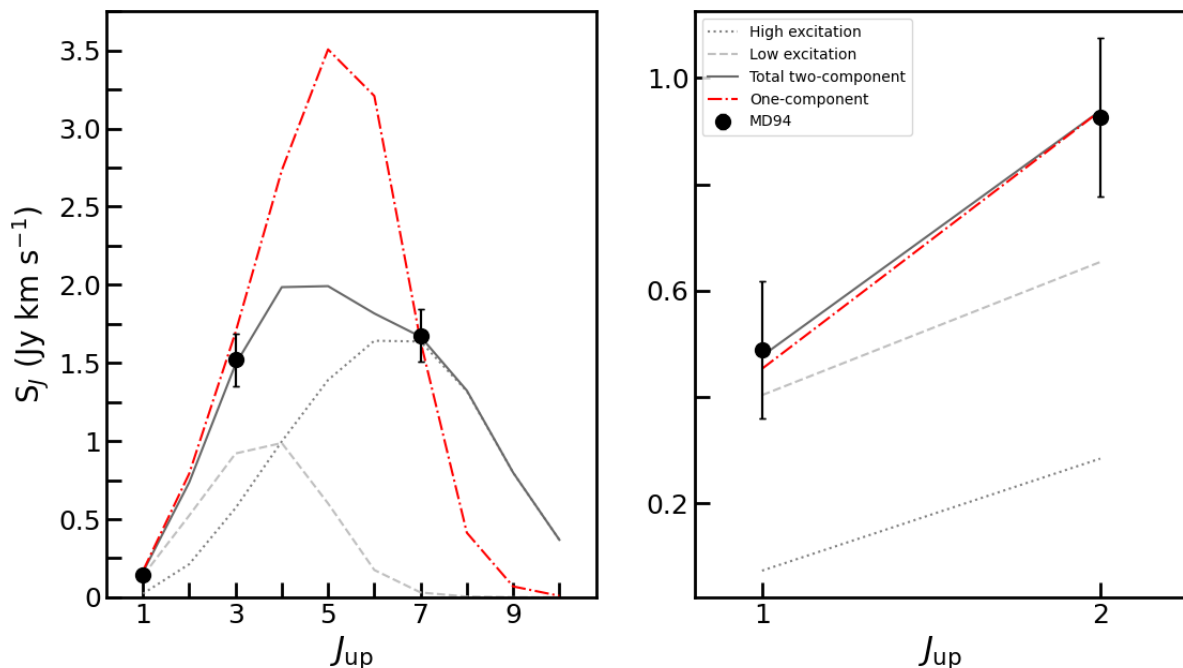 S_J (Jy km s⁻¹)
3.5
3.0
2.5
2.0
1.5
1
0.5
0
1 3 5 7 9
J_up
High excitation
Low excitation
Total two-component
One-component
MD94
1.0
0.6
0.2
1 2
J_up